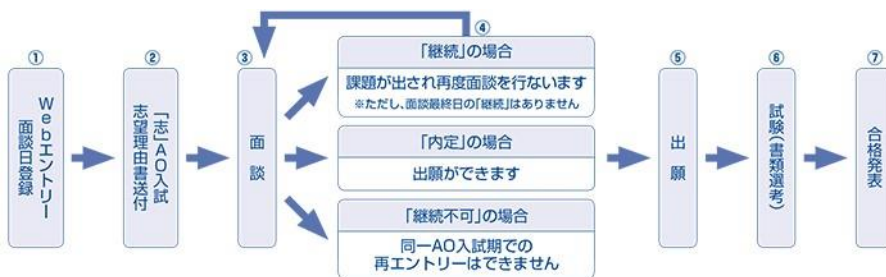 ①
Webエントリー
面談日登録
②
「志」AO入試
志望理由書送付
③
面談
④
「継続」の場合
課題が出され再度面談を行ないます
※ただし、面談最終日の「継続」はありません
「内定」の場合
出願ができます
「継続不可」の場合
同一AO入試期での
再エントリーはできません
⑤
出願
⑥
試験(書類選考)
⑦
合格発表